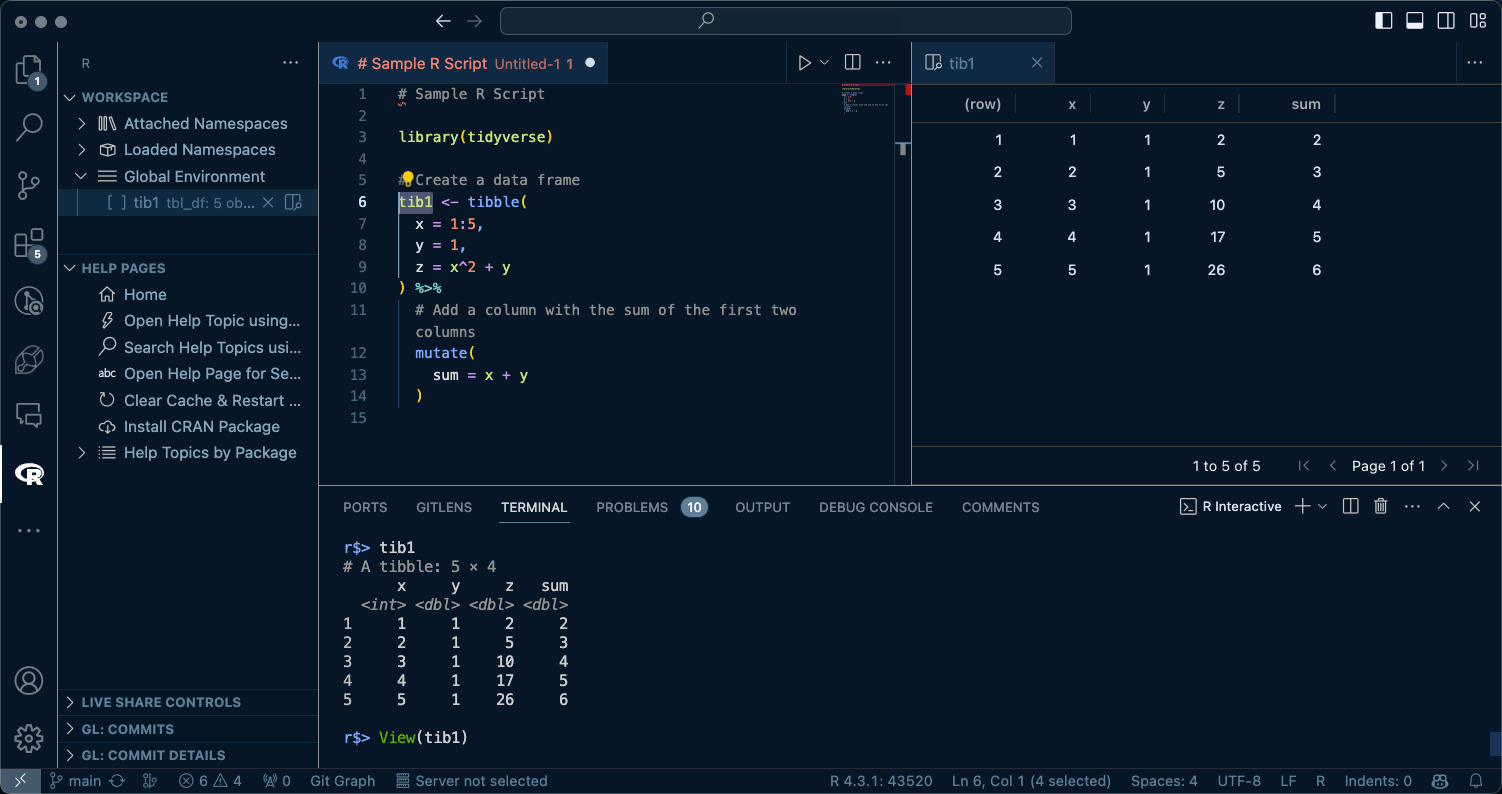 1
5
R
WORKSPACE
Attached Namespaces
Loaded Namespaces
Global Environment
[ ] tib1 tbl_df: 5 ob...
HELP PAGES
Home
Open Help Topic using...
Search Help Topics usi...
abc Open Help Page for Se...
Clear Cache & Restart ...
Install CRAN Package
Help Topics by Package
LIVE SHARE CONTROLS
GL: COMMITS
GL: COMMIT DETAILS
# Sample R Script Untitled-1 1
1 # Sample R Script
2
3 library(tidyverse)
4
5 # Create a data frame
6 tib1 <- tibble(
7 x = 1:5,
8 y = 1,
9 z = x^2 + y
10 ) %>%
11 # Add a column with the sum of the first two
columns
12 mutate(
13 sum = x + y
14 )
15
tib1
(row) x y z sum
1 1 1 2 2
2 2 1 5 3
3 3 1 10 4
4 4 1 17 5
5 5 1 26 6
1 to 5 of 5 Page 1 of 1
PORTS GITLENS TERMINAL PROBLEMS 10 OUTPUT DEBUG CONSOLE COMMENTS R Interactive
r$> tib1
# A tibble: 5 × 4
x y z sum
<int> <dbl> <dbl> <dbl>
1 1 1 2 2
2 2 1 5 3
3 3 1 10 4
4 4 1 17 5
5 5 1 26 6
r$> View(tib1)
main 6 4 0 Git Graph Server not selected R 4.3.1: 43520 Ln 6, Col 1 (4 selected) Spaces: 4 UTF-8 LF R Indents: 0